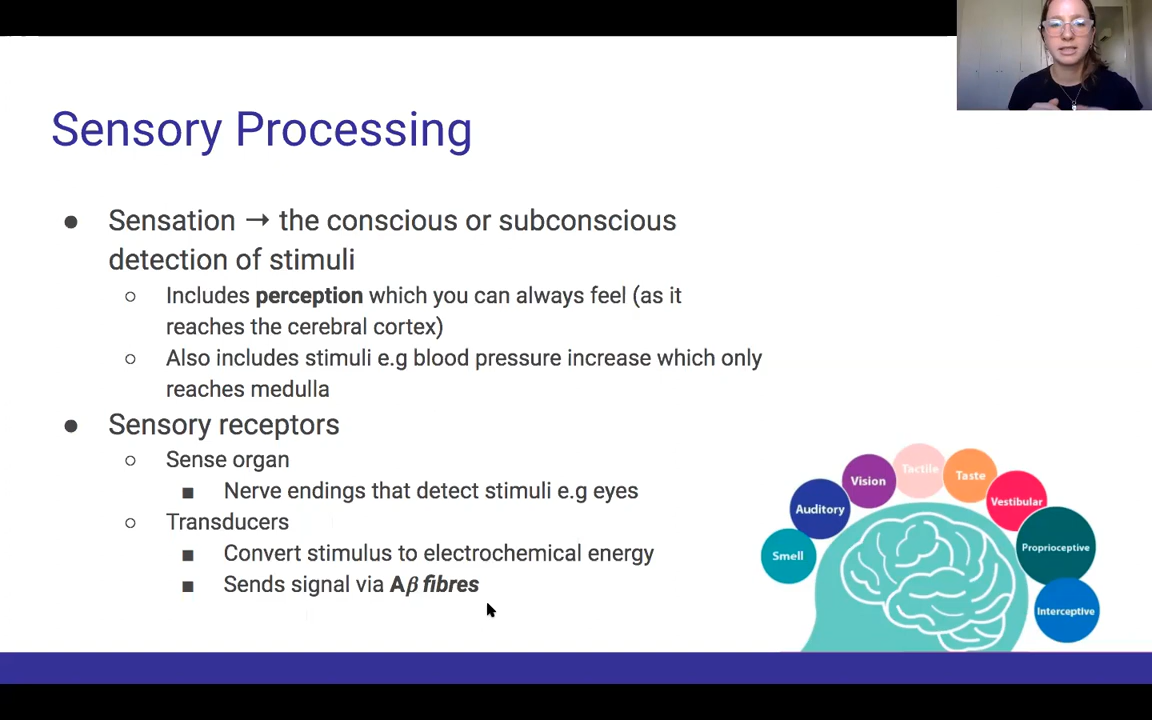 Sensory Processing
● Sensation → the conscious or subconscious
detection of stimuli
○ Includes perception which you can always feel (as it
reaches the cerebral cortex)
○ Also includes stimuli e.g blood pressure increase which only
reaches medulla
● Sensory receptors
○ Sense organ
■ Nerve endings that detect stimuli e.g eyes
○ Transducers
■ Convert stimulus to electrochemical energy
■ Sends signal via Aβ fibres
Smell
Auditory
Vision
Tactile
Taste
Vestibular
Proprioceptive
Interceptive